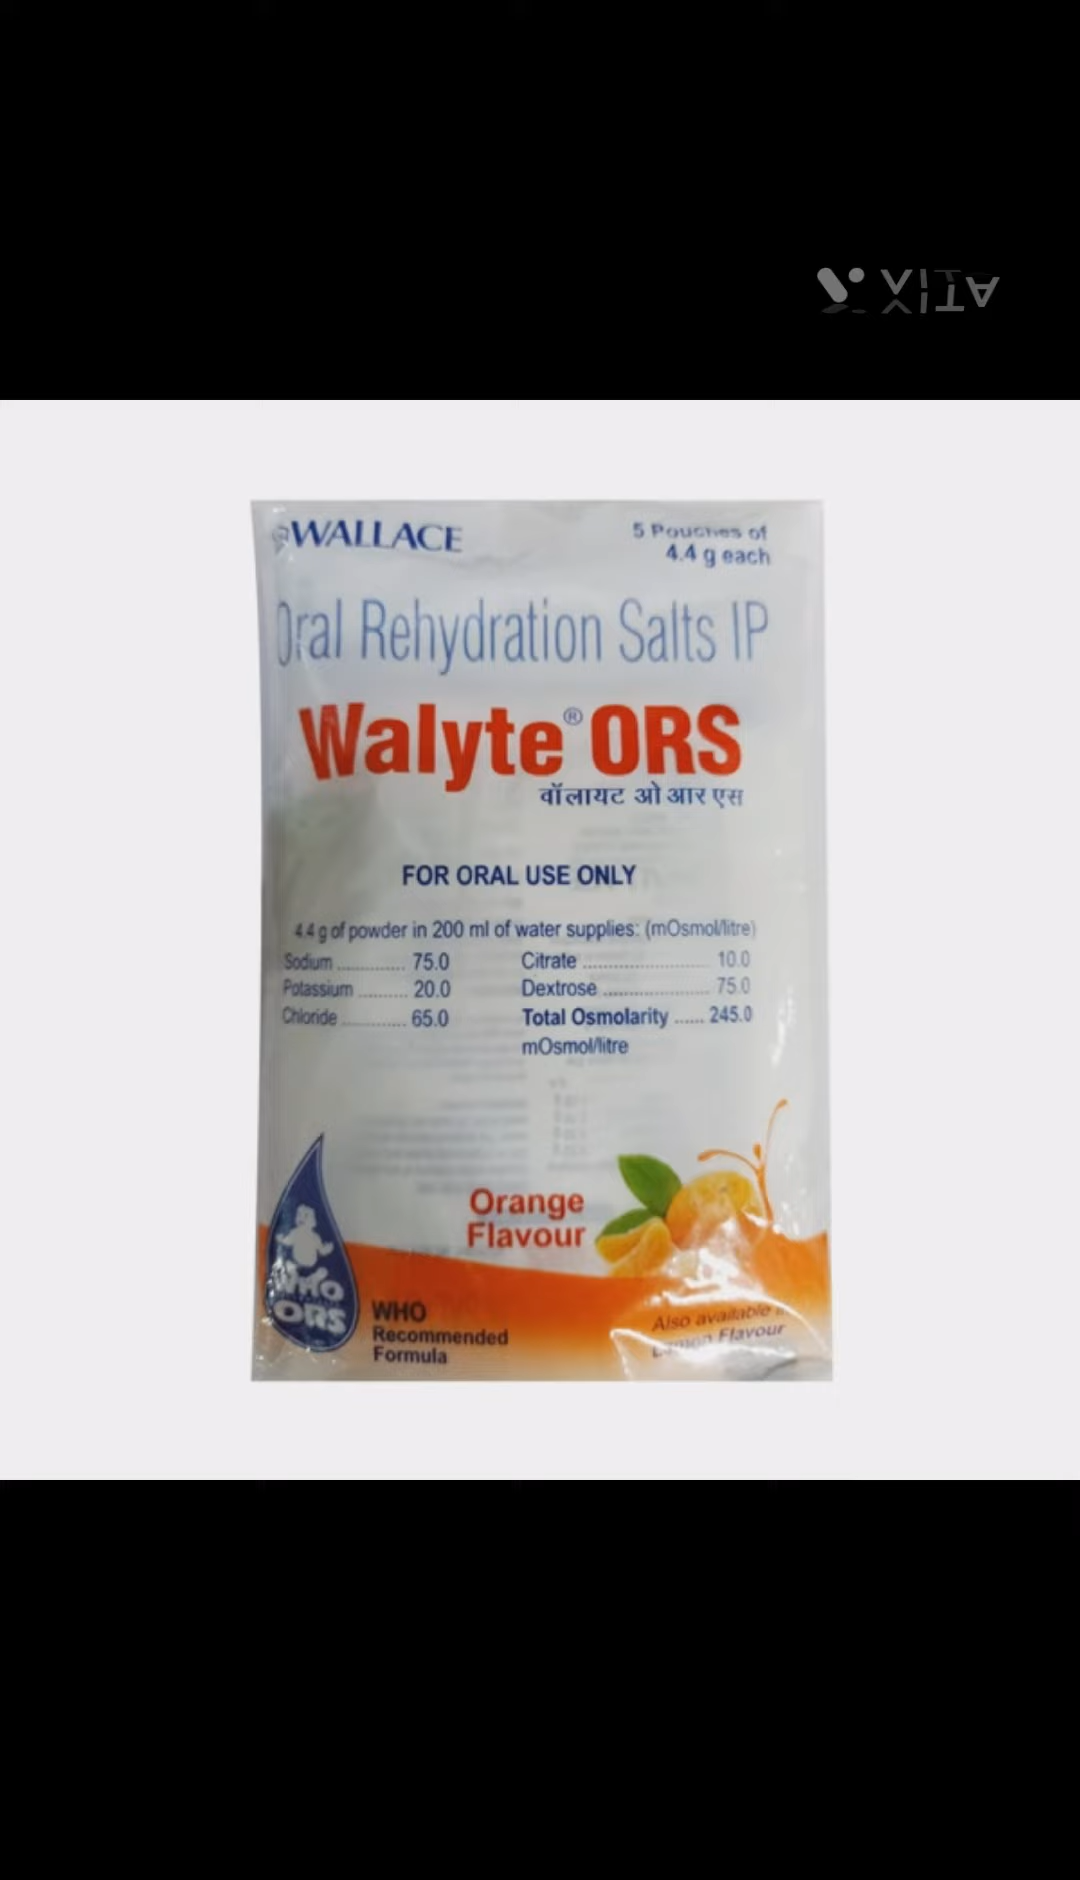 VITA
WALLACE
5 Pouches of
4.4 g each
Oral Rehydration Salts IP
Walyte® ORS
वॉलायट ओ आर एस
FOR ORAL USE ONLY
4.4 g of powder in 200 ml of water supplies: (mOsmol/litre)
Sodium ............ 75.0
Potassium ......... 20.0
Chloride ............ 65.0
Citrate ....................... 10.0
Dextrose ................... 75.0
Total Osmolarity ...... 245.0
mOsmol/litre
Orange
Flavour
WHO
ORS
WHO
Recommended
Formula
Also available
Lemon Flavour